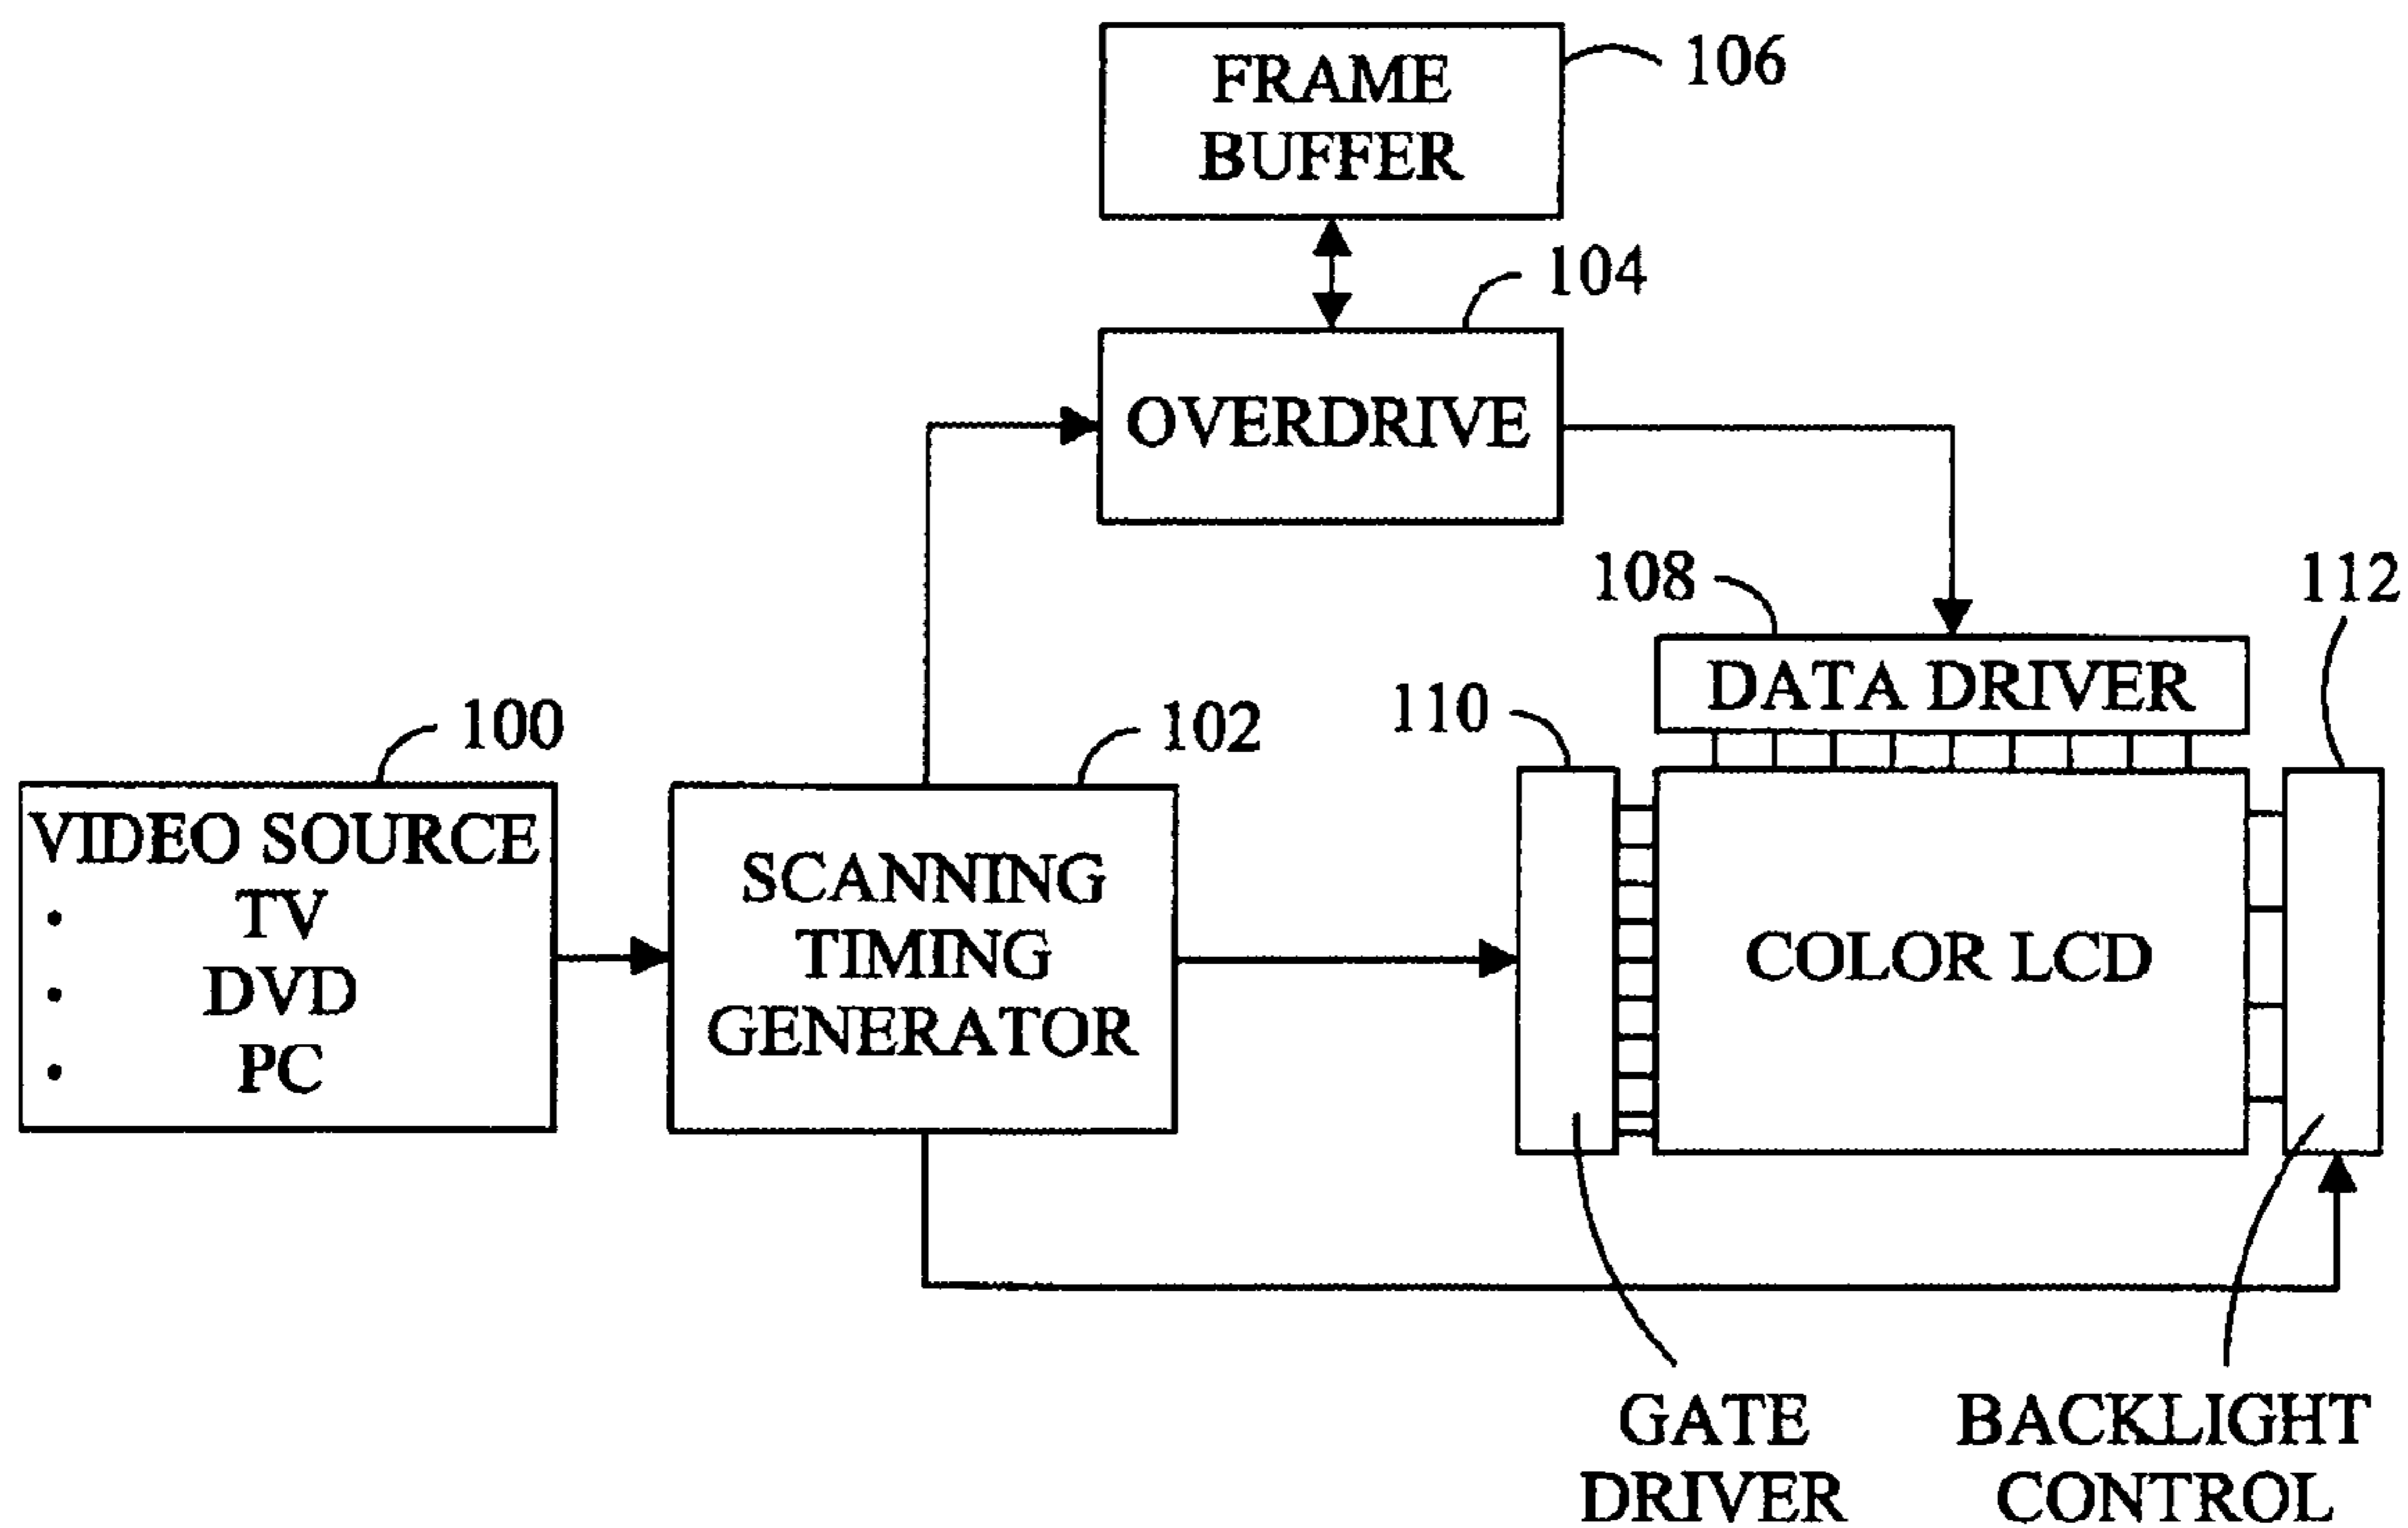 FRAME
BUFFER
106
104
OVERDRIVE
108
112
DATA DRIVER
110
100
102
VIDEO SOURCE
• TV
• DVD
• PC
SCANNING
TIMING
GENERATOR
COLOR LCD
GATE
DRIVER
BACKLIGHT
CONTROL